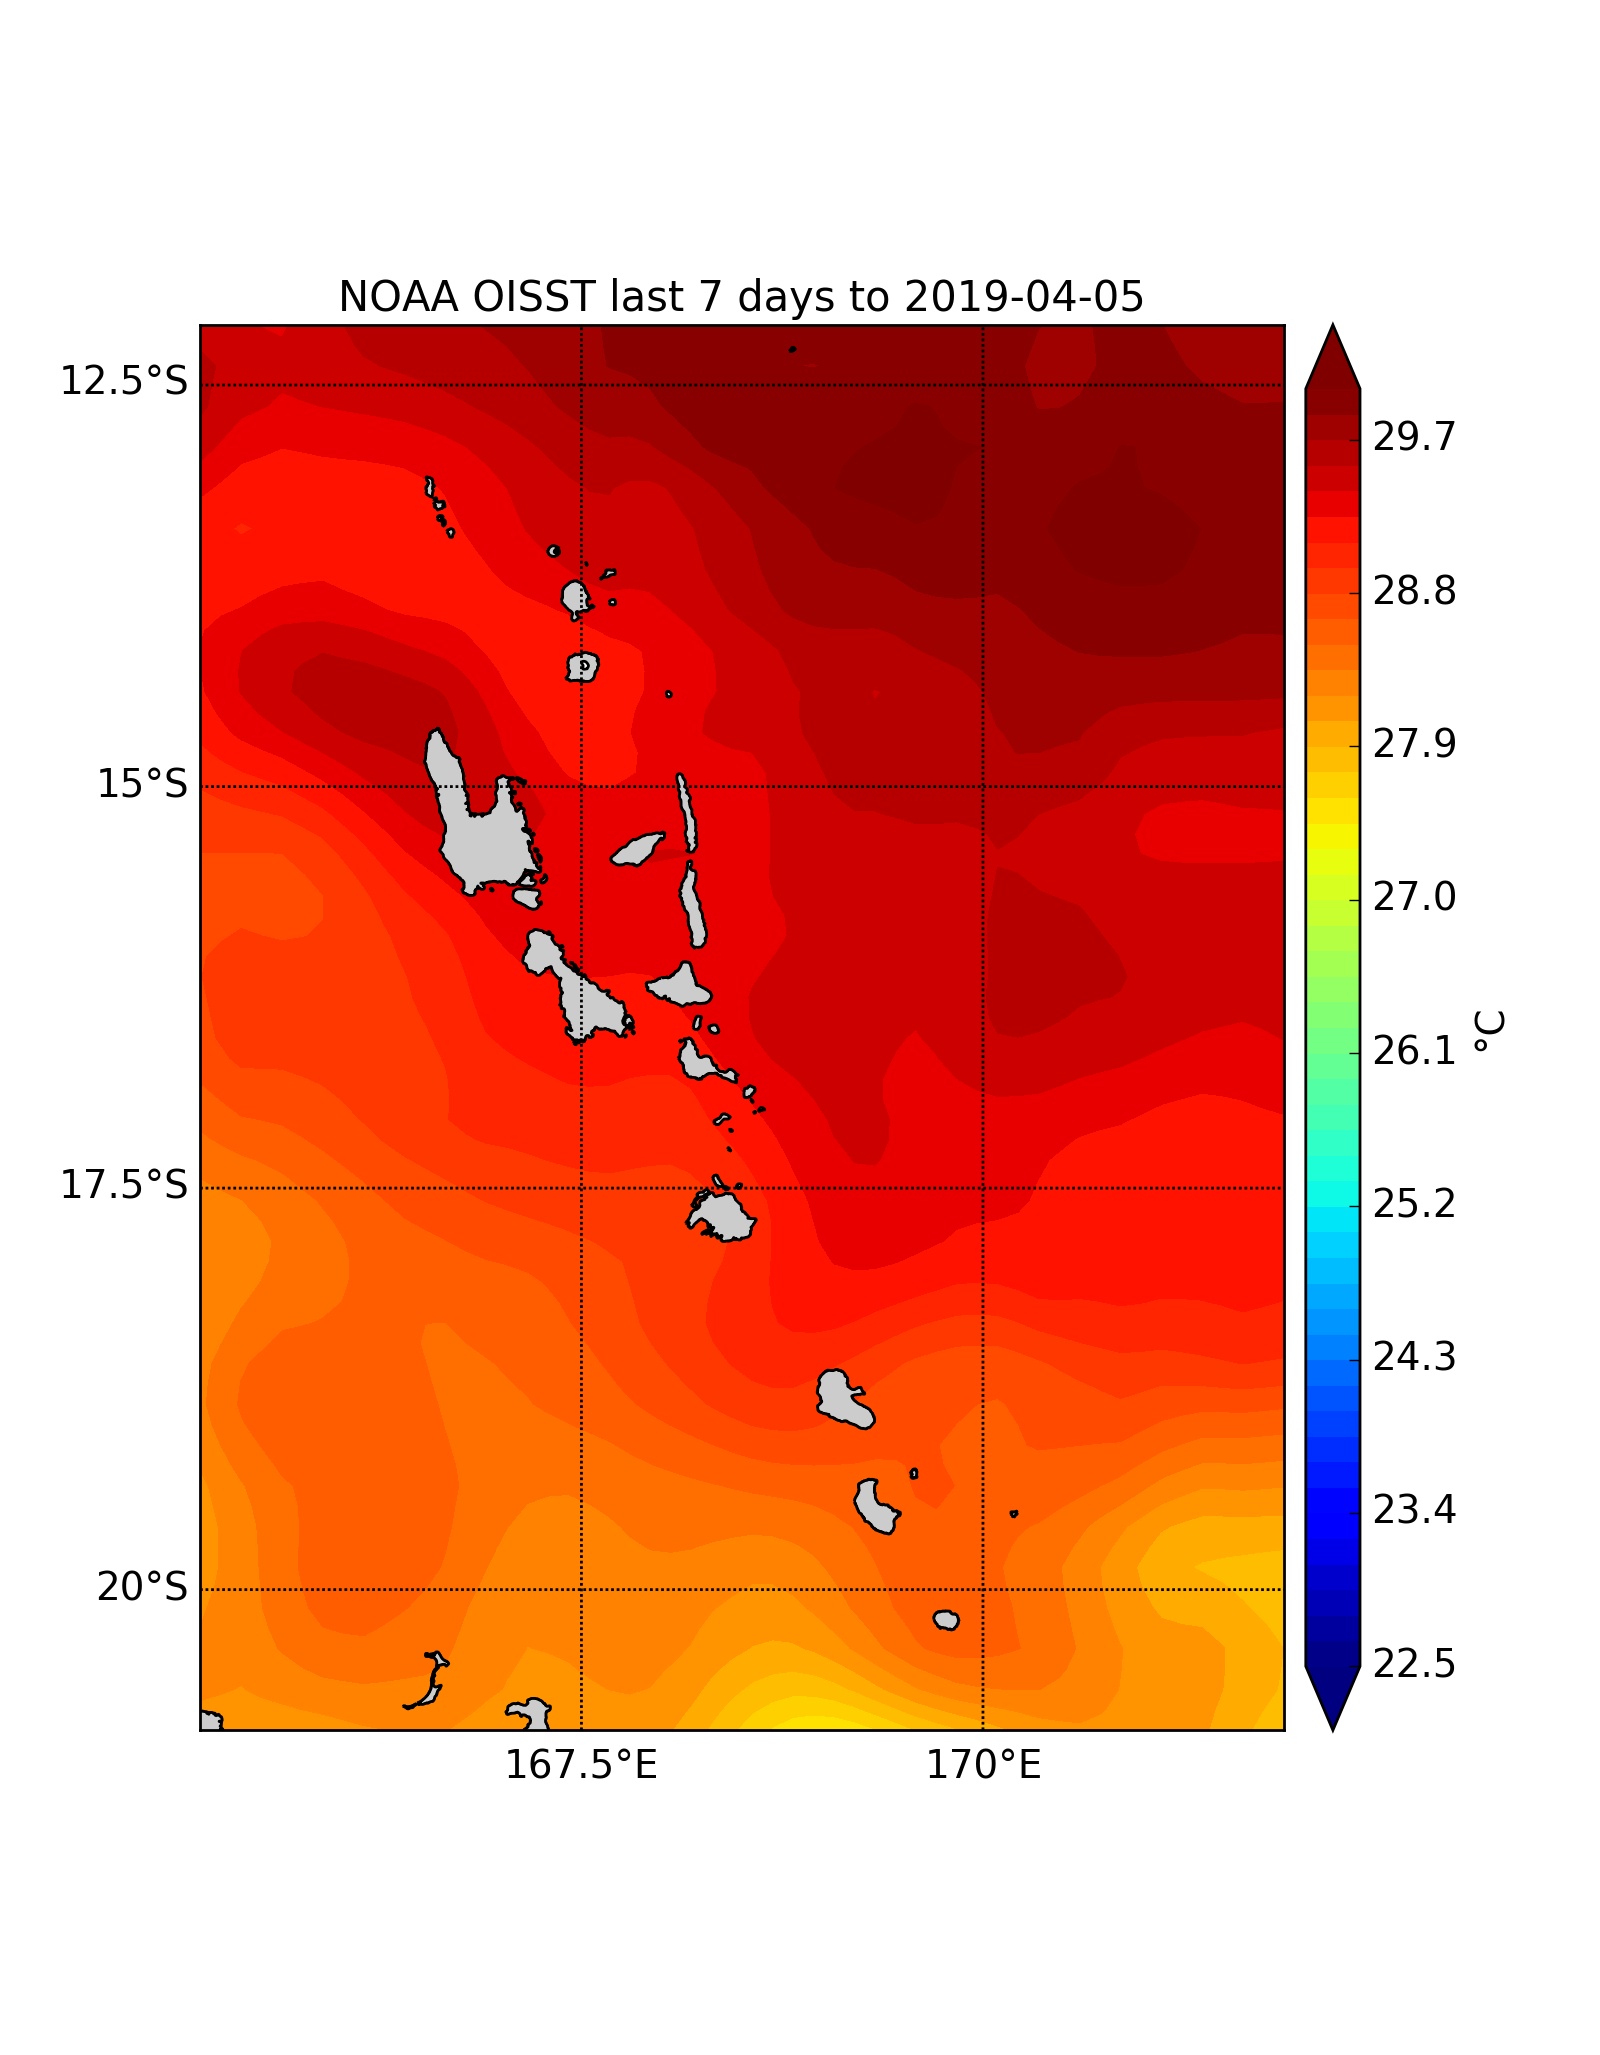 NOAA OISST last 7 days to 2019-04-05
12.5°S
15°S
17.5°S
20°S
167.5°E
170°E
29.7
28.8
27.9
27.0
26.1
25.2
24.3
23.4
22.5
°C